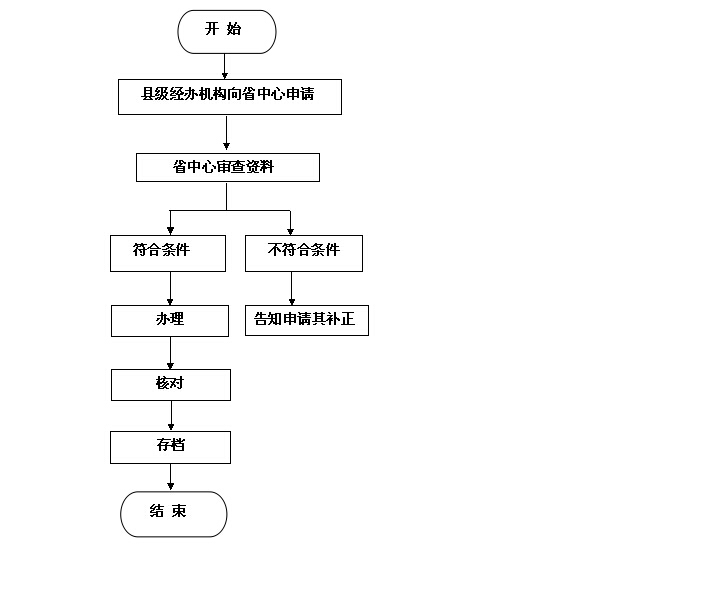 开 始
县级经办机构向省中心申请
省中心审查资料
符合条件
不符合条件
办理
告知申请其补正
核对
存档
结 束